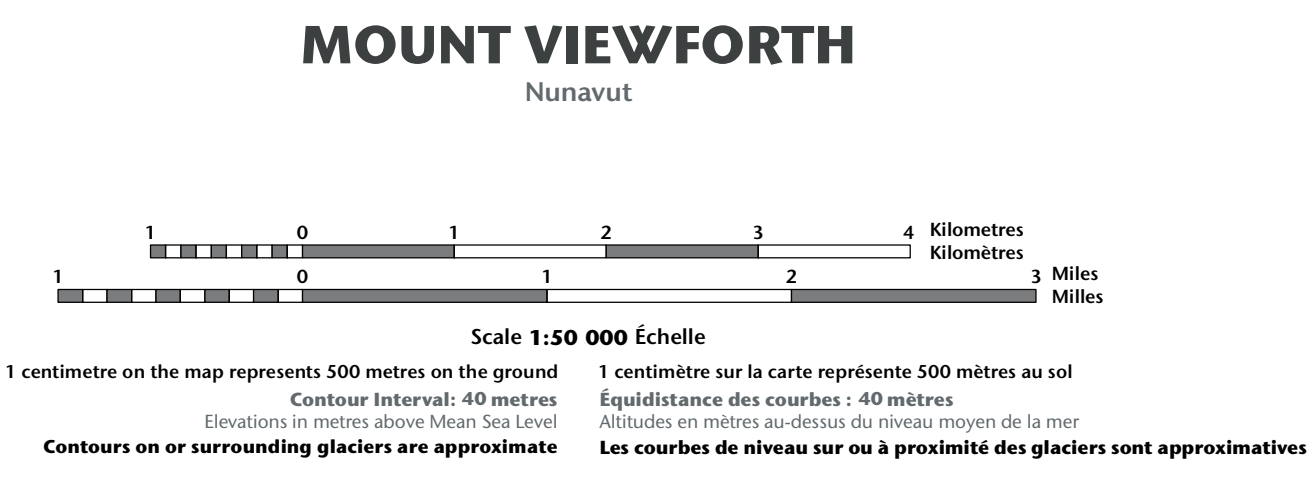 MOUNT VIEWFORTH
Nunavut
1 0 1 2 3 4 Kilometres
Kilomètres
1 0 1 2 3 Miles
Milles
Scale 1:50 000 Échelle
1 centimetre on the map represents 500 metres on the ground
Contour Interval: 40 metres
Elevations in metres above Mean Sea Level
Contours on or surrounding glaciers are approximate
1 centimètre sur la carte représente 500 mètres au sol
Équidistance des courbes : 40 mètres
Altitudes en mètres au-dessus du niveau moyen de la mer
Les courbes de niveau sur ou à proximité des glaciers sont approximatives